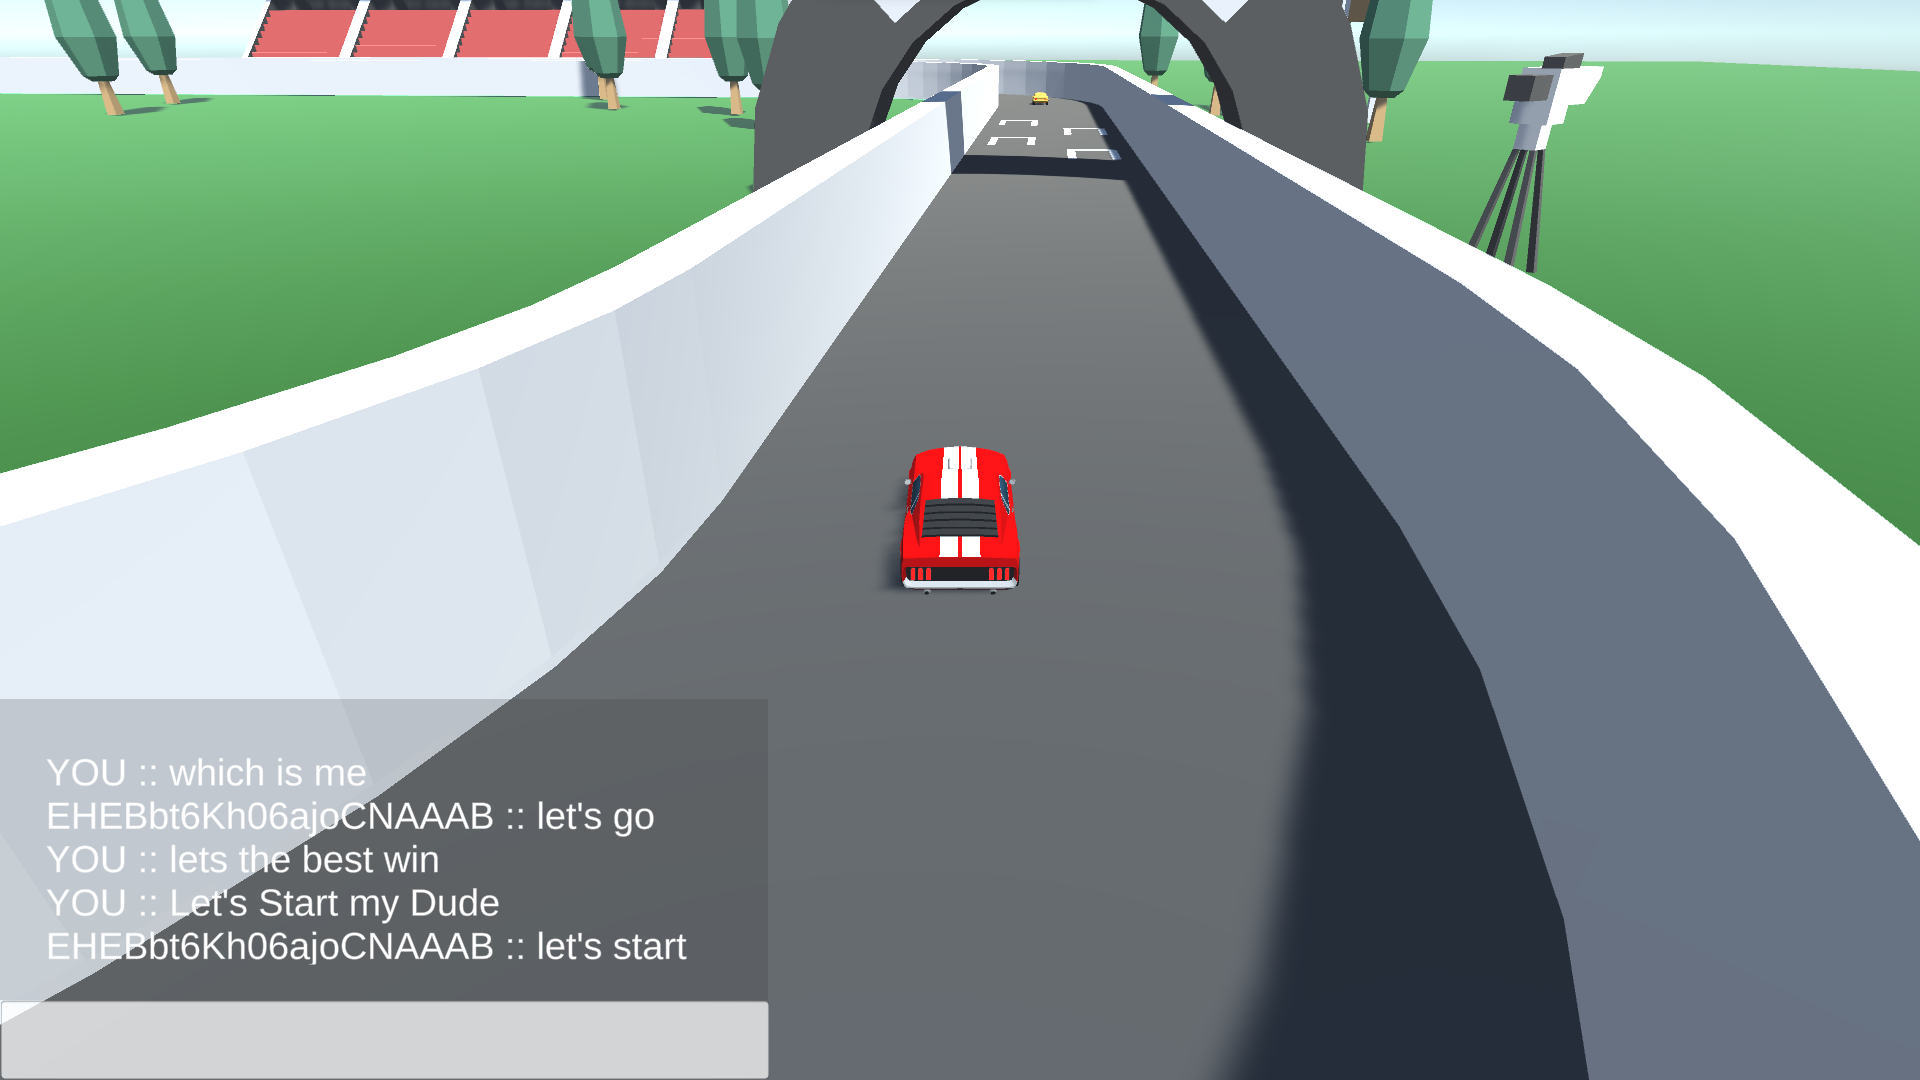 YOU :: which is me
EHEBbt6Kh06ajoCNAAAB :: let's go
YOU :: lets the best win
YOU :: Let's Start my Dude
EHEBbt6Kh06ajoCNAAAB :: let's start